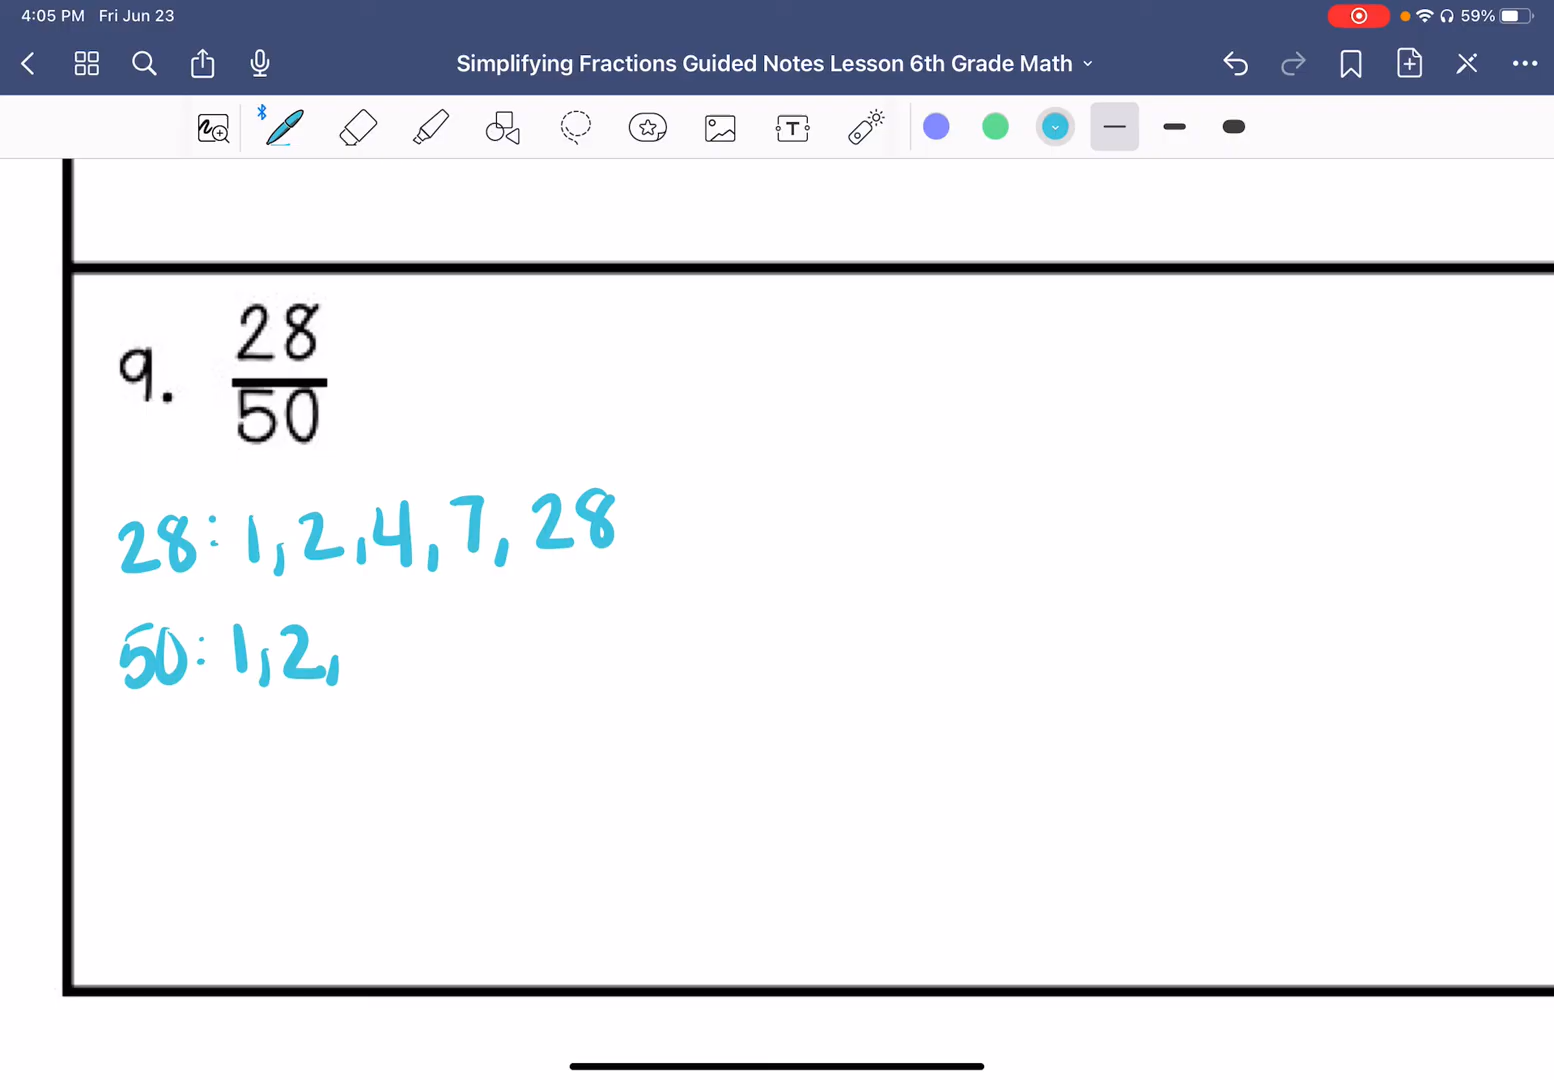 4:05 PM Fri Jun 23
59%
Simplifying Fractions Guided Notes Lesson 6th Grade Math
T
9. 28
50
28: 1, 2, 4, 7, 28
50: 1, 2,